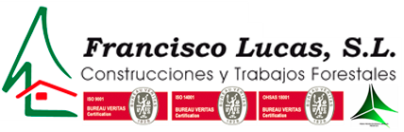 Francisco Lucas, S.L.
Construcciones y Trabajos Forestales
ISO 9001
BUREAU VERITAS
Certification
ISO 14001
BUREAU VERITAS
Certification
OHSAS 18001
BUREAU VERITAS
Certification